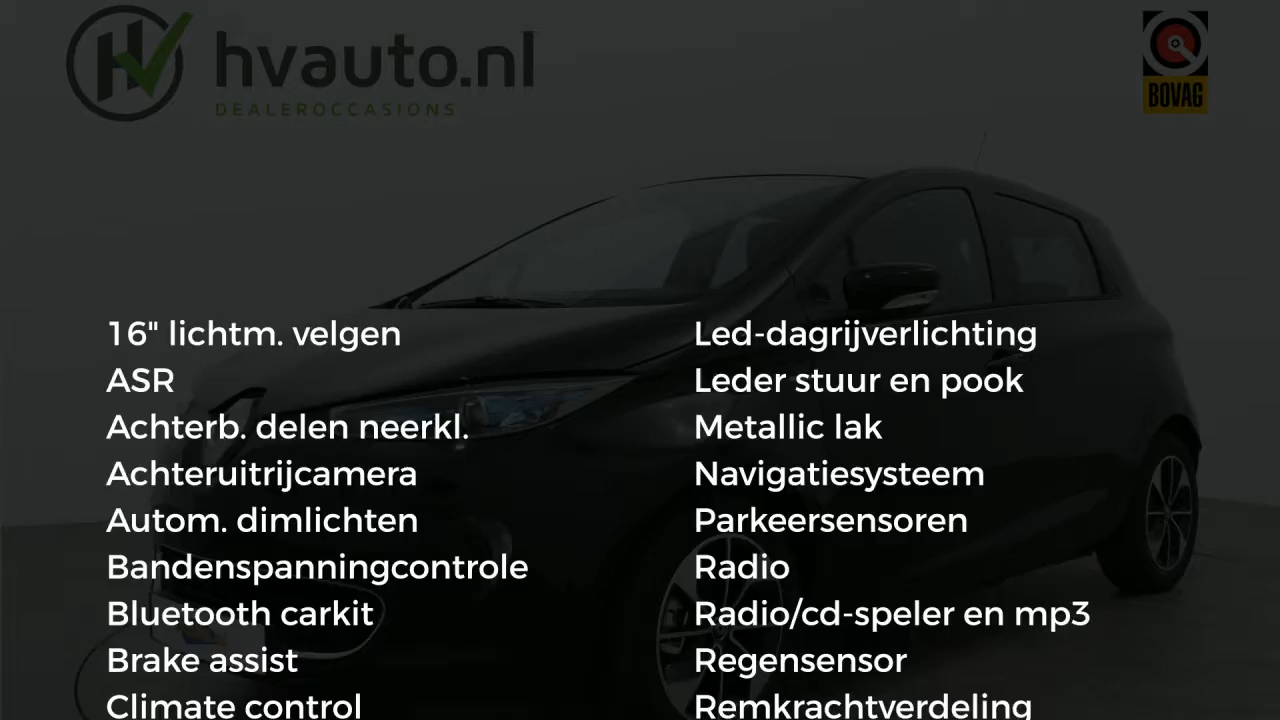 hvauto.nl
DEALEROCCASIONS
BOVAG
16" lichtm. velgen
ASR
Achterb. delen neerkl.
Achteruitrijcamera
Autom. dimlichten
Bandenspanningcontrole
Bluetooth carkit
Brake assist
Climate control
Led-dagrijverlichting
Leder stuur en pook
Metallic lak
Navigatiesysteem
Parkeersensoren
Radio
Radio/cd-speler en mp3
Regensensor
Remkrachtverdeling